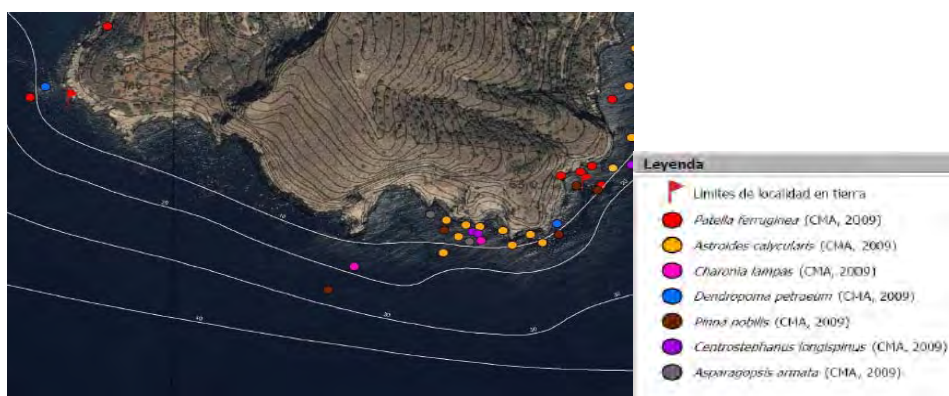 Leyenda
Limites de localidad en tierra
Patella ferruginea (CMA, 2009)
Astroides calycularis (CMA, 2009)
Charonia lampas (CMA, 2009)
Dendropoma petraeum (CMA, 2009)
Pinna nobilis (CMA, 2009)
Centrostephanus longispinus (CMA, 2009)
Asparagopsis armata (CMA, 2009)